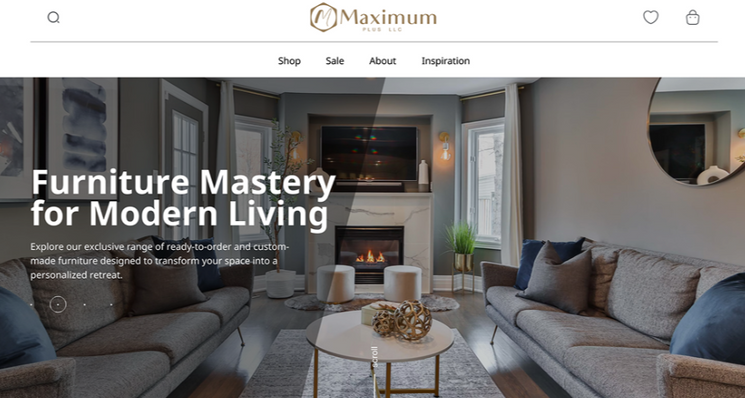 Maximum
PLUS LLC
Shop Sale About Inspiration
Furniture Mastery
for Modern Living
Explore our exclusive range of ready-to-order and custom-
made furniture designed to transform your space into a
personalized retreat.
Scroll